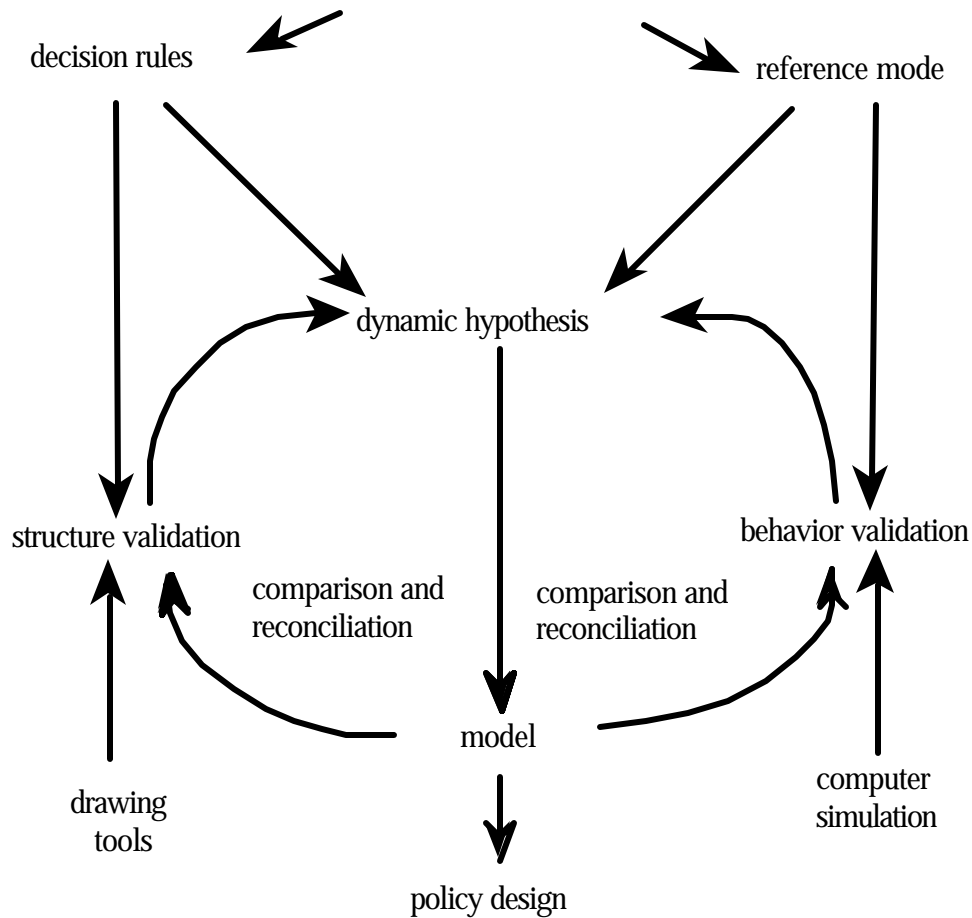 decision rules
reference mode
dynamic hypothesis
structure validation
behavior validation
comparison and
reconciliation
comparison and
reconciliation
model
drawing
tools
computer
simulation
policy design